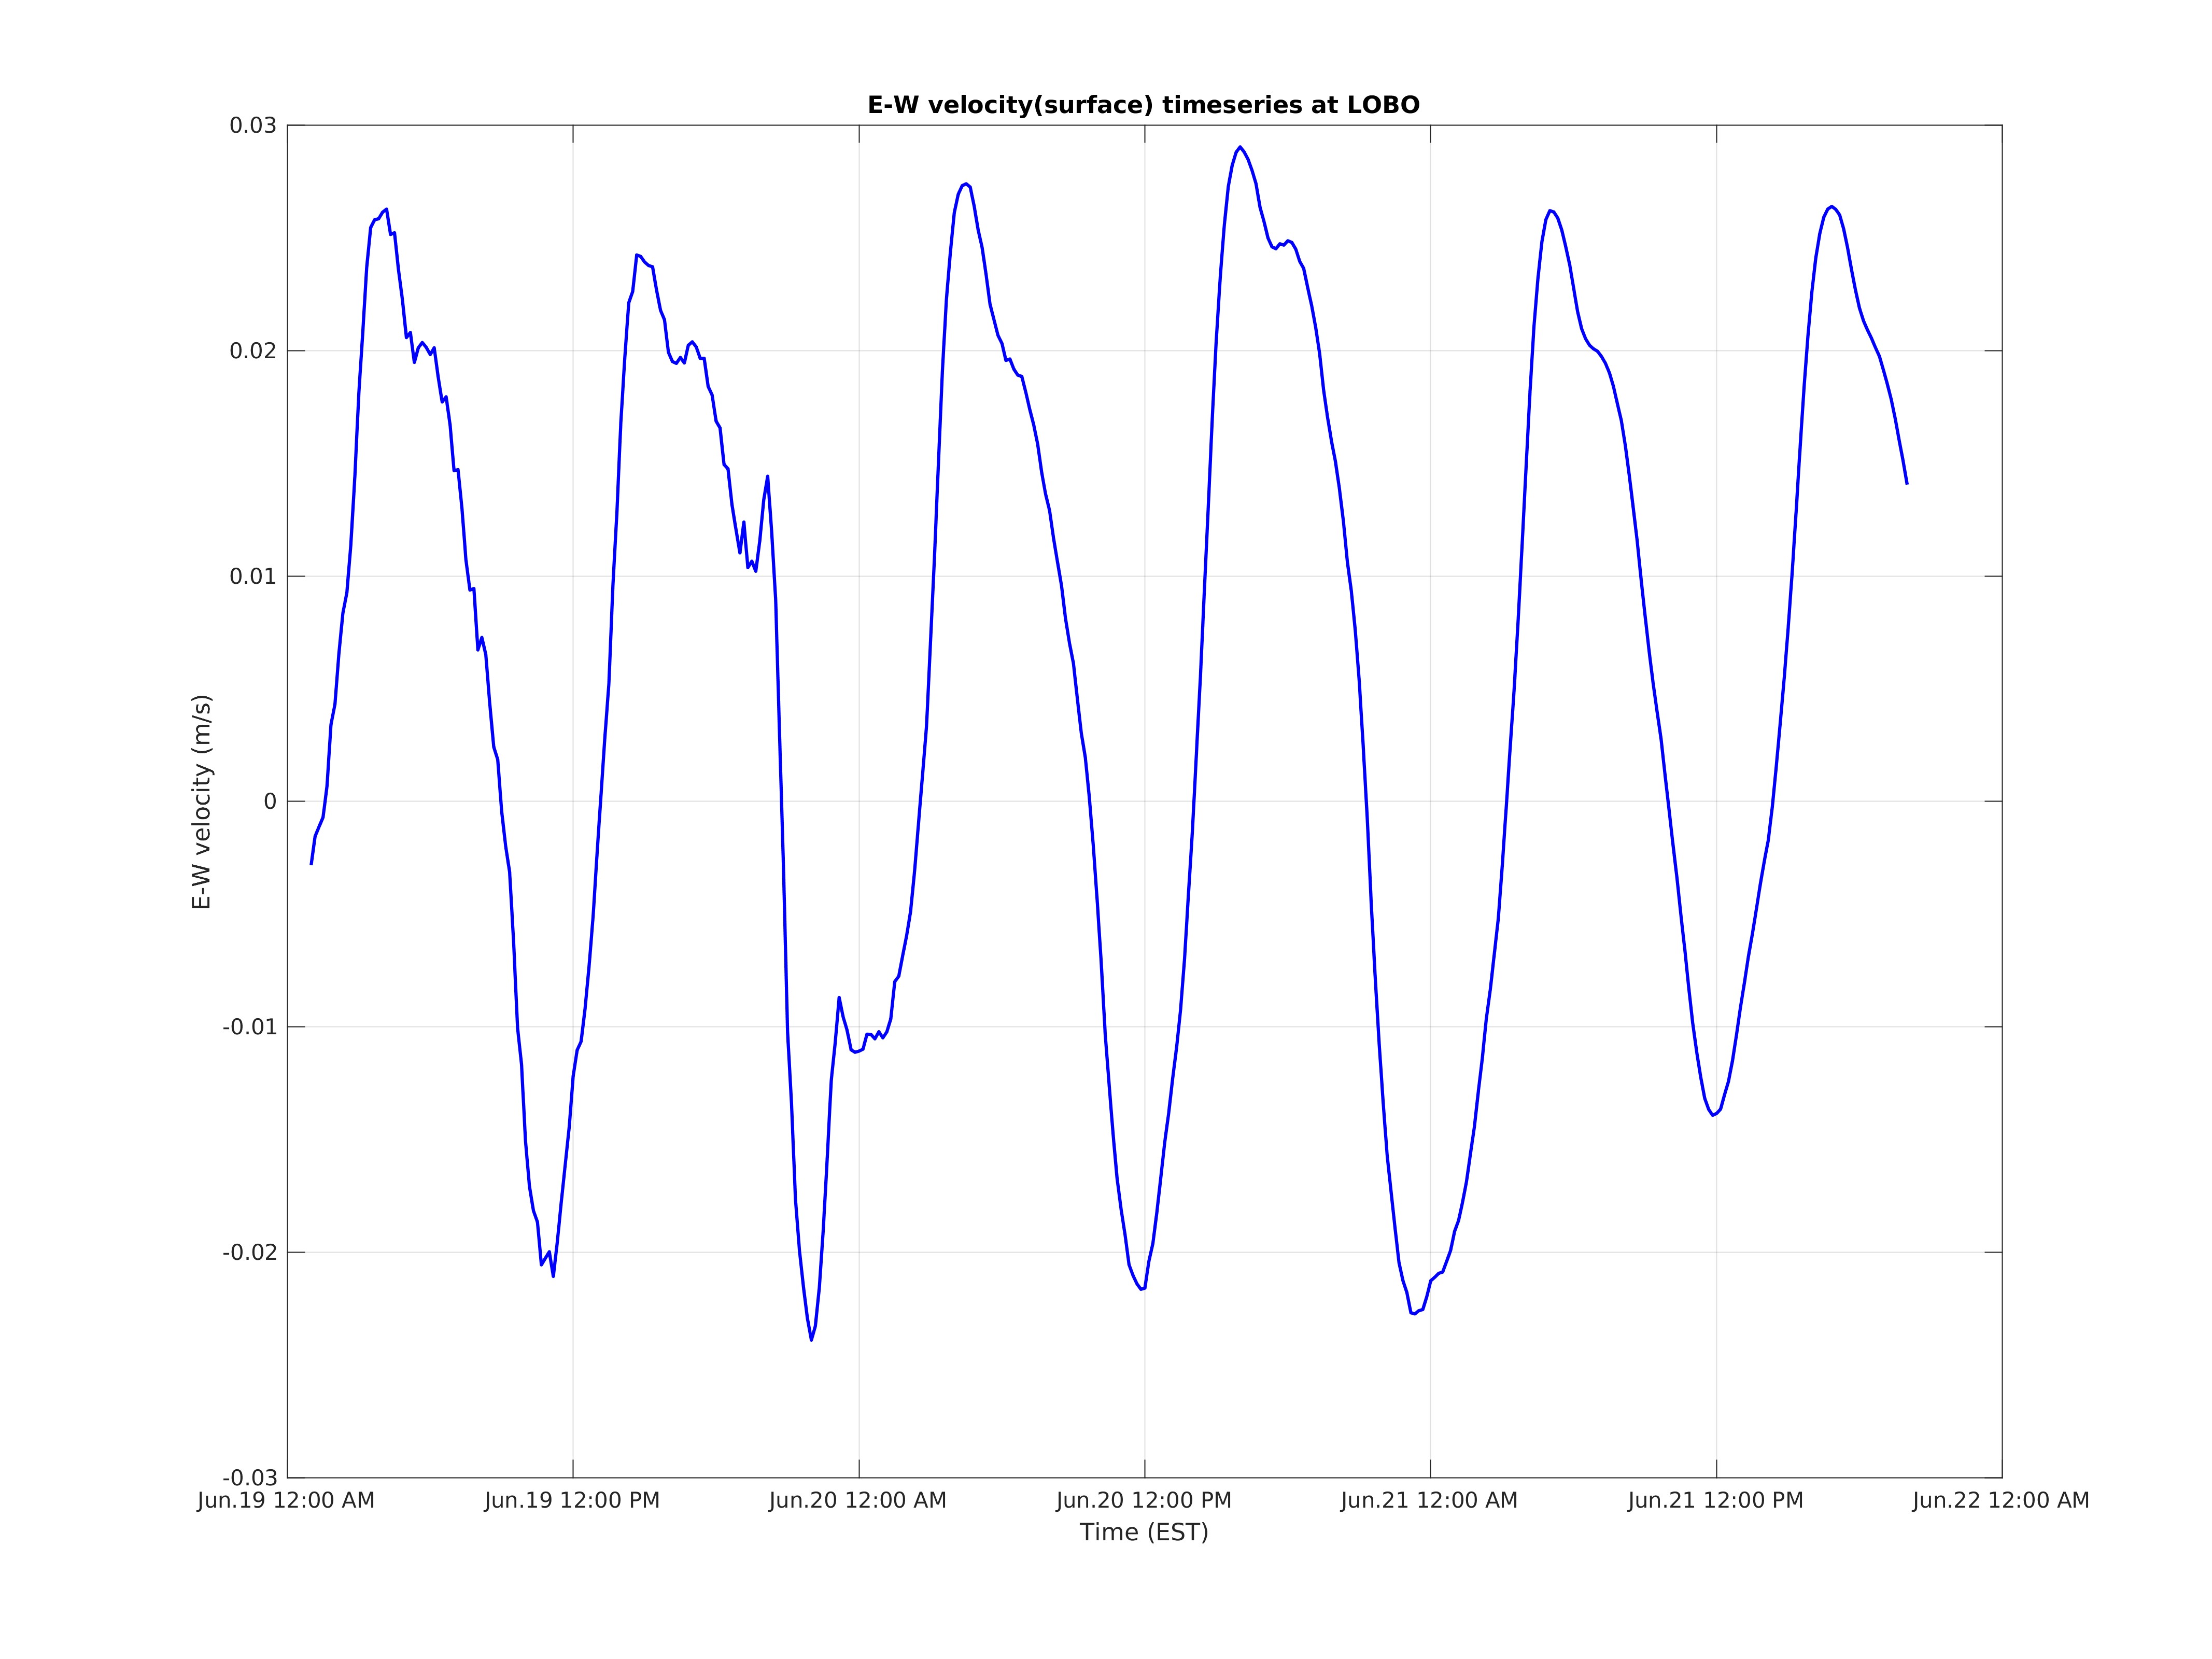 E-W velocity(surface) timeseries at LOBO
0.03
0.02
0.01
0
-0.01
-0.02
-0.03
E-W velocity (m/s)
Jun.19 12:00 AM
Jun.19 12:00 PM
Jun.20 12:00 AM
Jun.20 12:00 PM
Jun.21 12:00 AM
Jun.21 12:00 PM
Jun.22 12:00 AM
Time (EST)